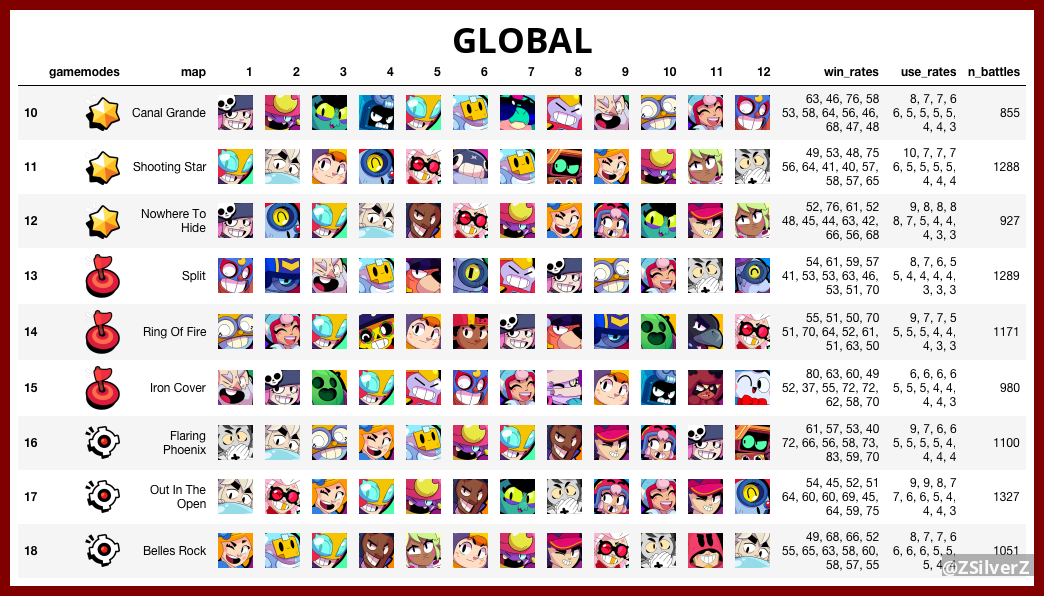 GLOBAL
gamemodes map 1 2 3 4 5 6 7 8 9 10 11 12 win_rates use_rates n_battles
63, 46, 76, 58 8, 7, 7, 6
10 Canal Grande 53, 58, 64, 56, 46, 6, 5, 5, 5, 5, 855
68, 47, 48 4, 4, 3
49, 53, 48, 75 10, 7, 7, 7
11 Shooting Star 56, 64, 41, 40, 57, 6, 5, 5, 5, 5, 1288
58, 57, 65 4, 4, 4
52, 76, 61, 52 9, 8, 8, 8
12 Nowhere To Hide 48, 45, 44, 63, 42, 8, 7, 5, 4, 4, 927
66, 56, 68 4, 3, 3
54, 61, 59, 57 8, 7, 6, 5
13 Split 41, 53, 53, 63, 46, 5, 4, 4, 4, 4, 1289
53, 51, 70 3, 3, 3
55, 51, 50, 70 9, 7, 7, 5
14 Ring Of Fire 51, 70, 64, 52, 61, 5, 5, 5, 4, 4, 1171
51, 63, 50 4, 3, 3
80, 63, 60, 49 6, 6, 6, 6
15 Iron Cover 52, 37, 55, 72, 72, 5, 5, 5, 4, 4, 980
62, 58, 70 4, 4, 3
61, 57, 53, 40 9, 7, 6, 6
16 Flaring Phoenix 72, 66, 56, 58, 73, 5, 5, 5, 5, 4, 1100
83, 59, 70 4, 4, 4
54, 45, 52, 51 9, 9, 8, 7
17 Out In The Open 64, 60, 60, 69, 45, 7, 6, 6, 5, 4, 1327
64, 59, 75 4, 4, 3
49, 68, 66, 52 8, 7, 7, 6
18 Belles Rock 55, 65, 63, 58, 60, 6, 6, 6, 5, 5, 1051
58, 57, 55 5, 4,
@ZSilverZ